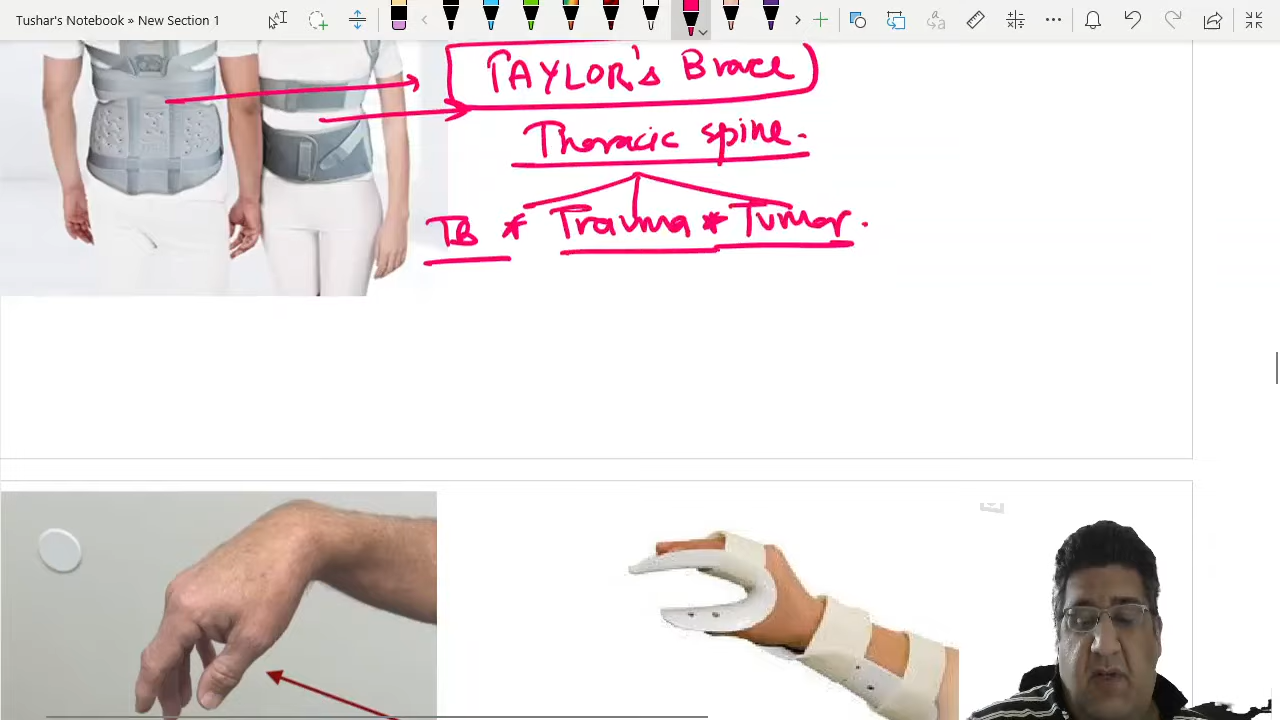 Tushar's Notebook » New Section 1
TAYLOR's Brace
Thoracic spine.
TB * Trauma * Tumor.